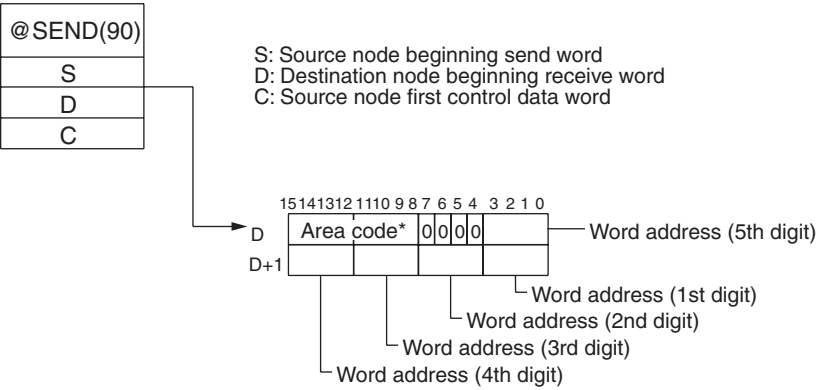 @SEND(90)
S
D
C
S: Source node beginning send word
D: Destination node beginning receive word
C: Source node first control data word
15 14 13 12 11 10 9 8 7 6 5 4 3 2 1 0
D Area code* 0 0 0 0 Word address (5th digit)
D+1
Word address (1st digit)
Word address (2nd digit)
Word address (3rd digit)
Word address (4th digit)